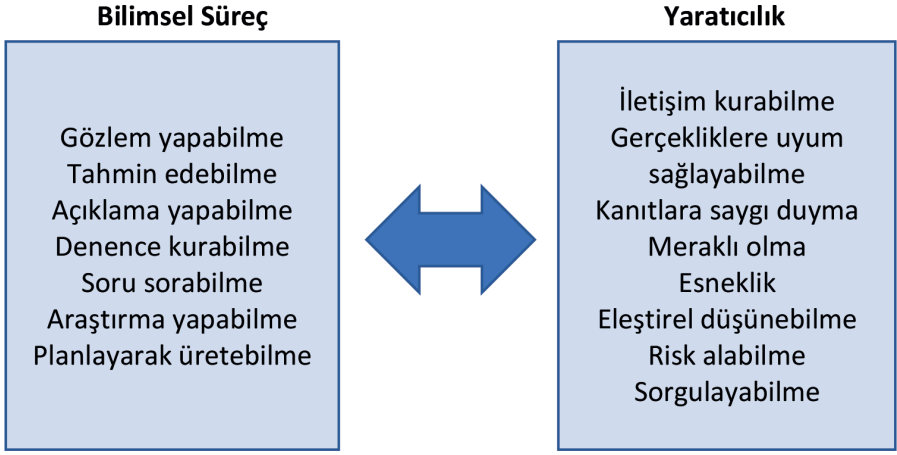 Bilimsel Süreç
Gözlem yapabilme
Tahmin edebilme
Açıklama yapabilme
Denence kurabilme
Soru sorabilme
Araştırma yapabilme
Planlayarak üretebilme
Yaratıcılık
İletişim kurabilme
Gerçekliklere uyum
sağlayabilme
Kanıtlara saygı duyma
Meraklı olma
Esneklik
Eleştirel düşünebilme
Risk alabilme
Sorgulayabilme